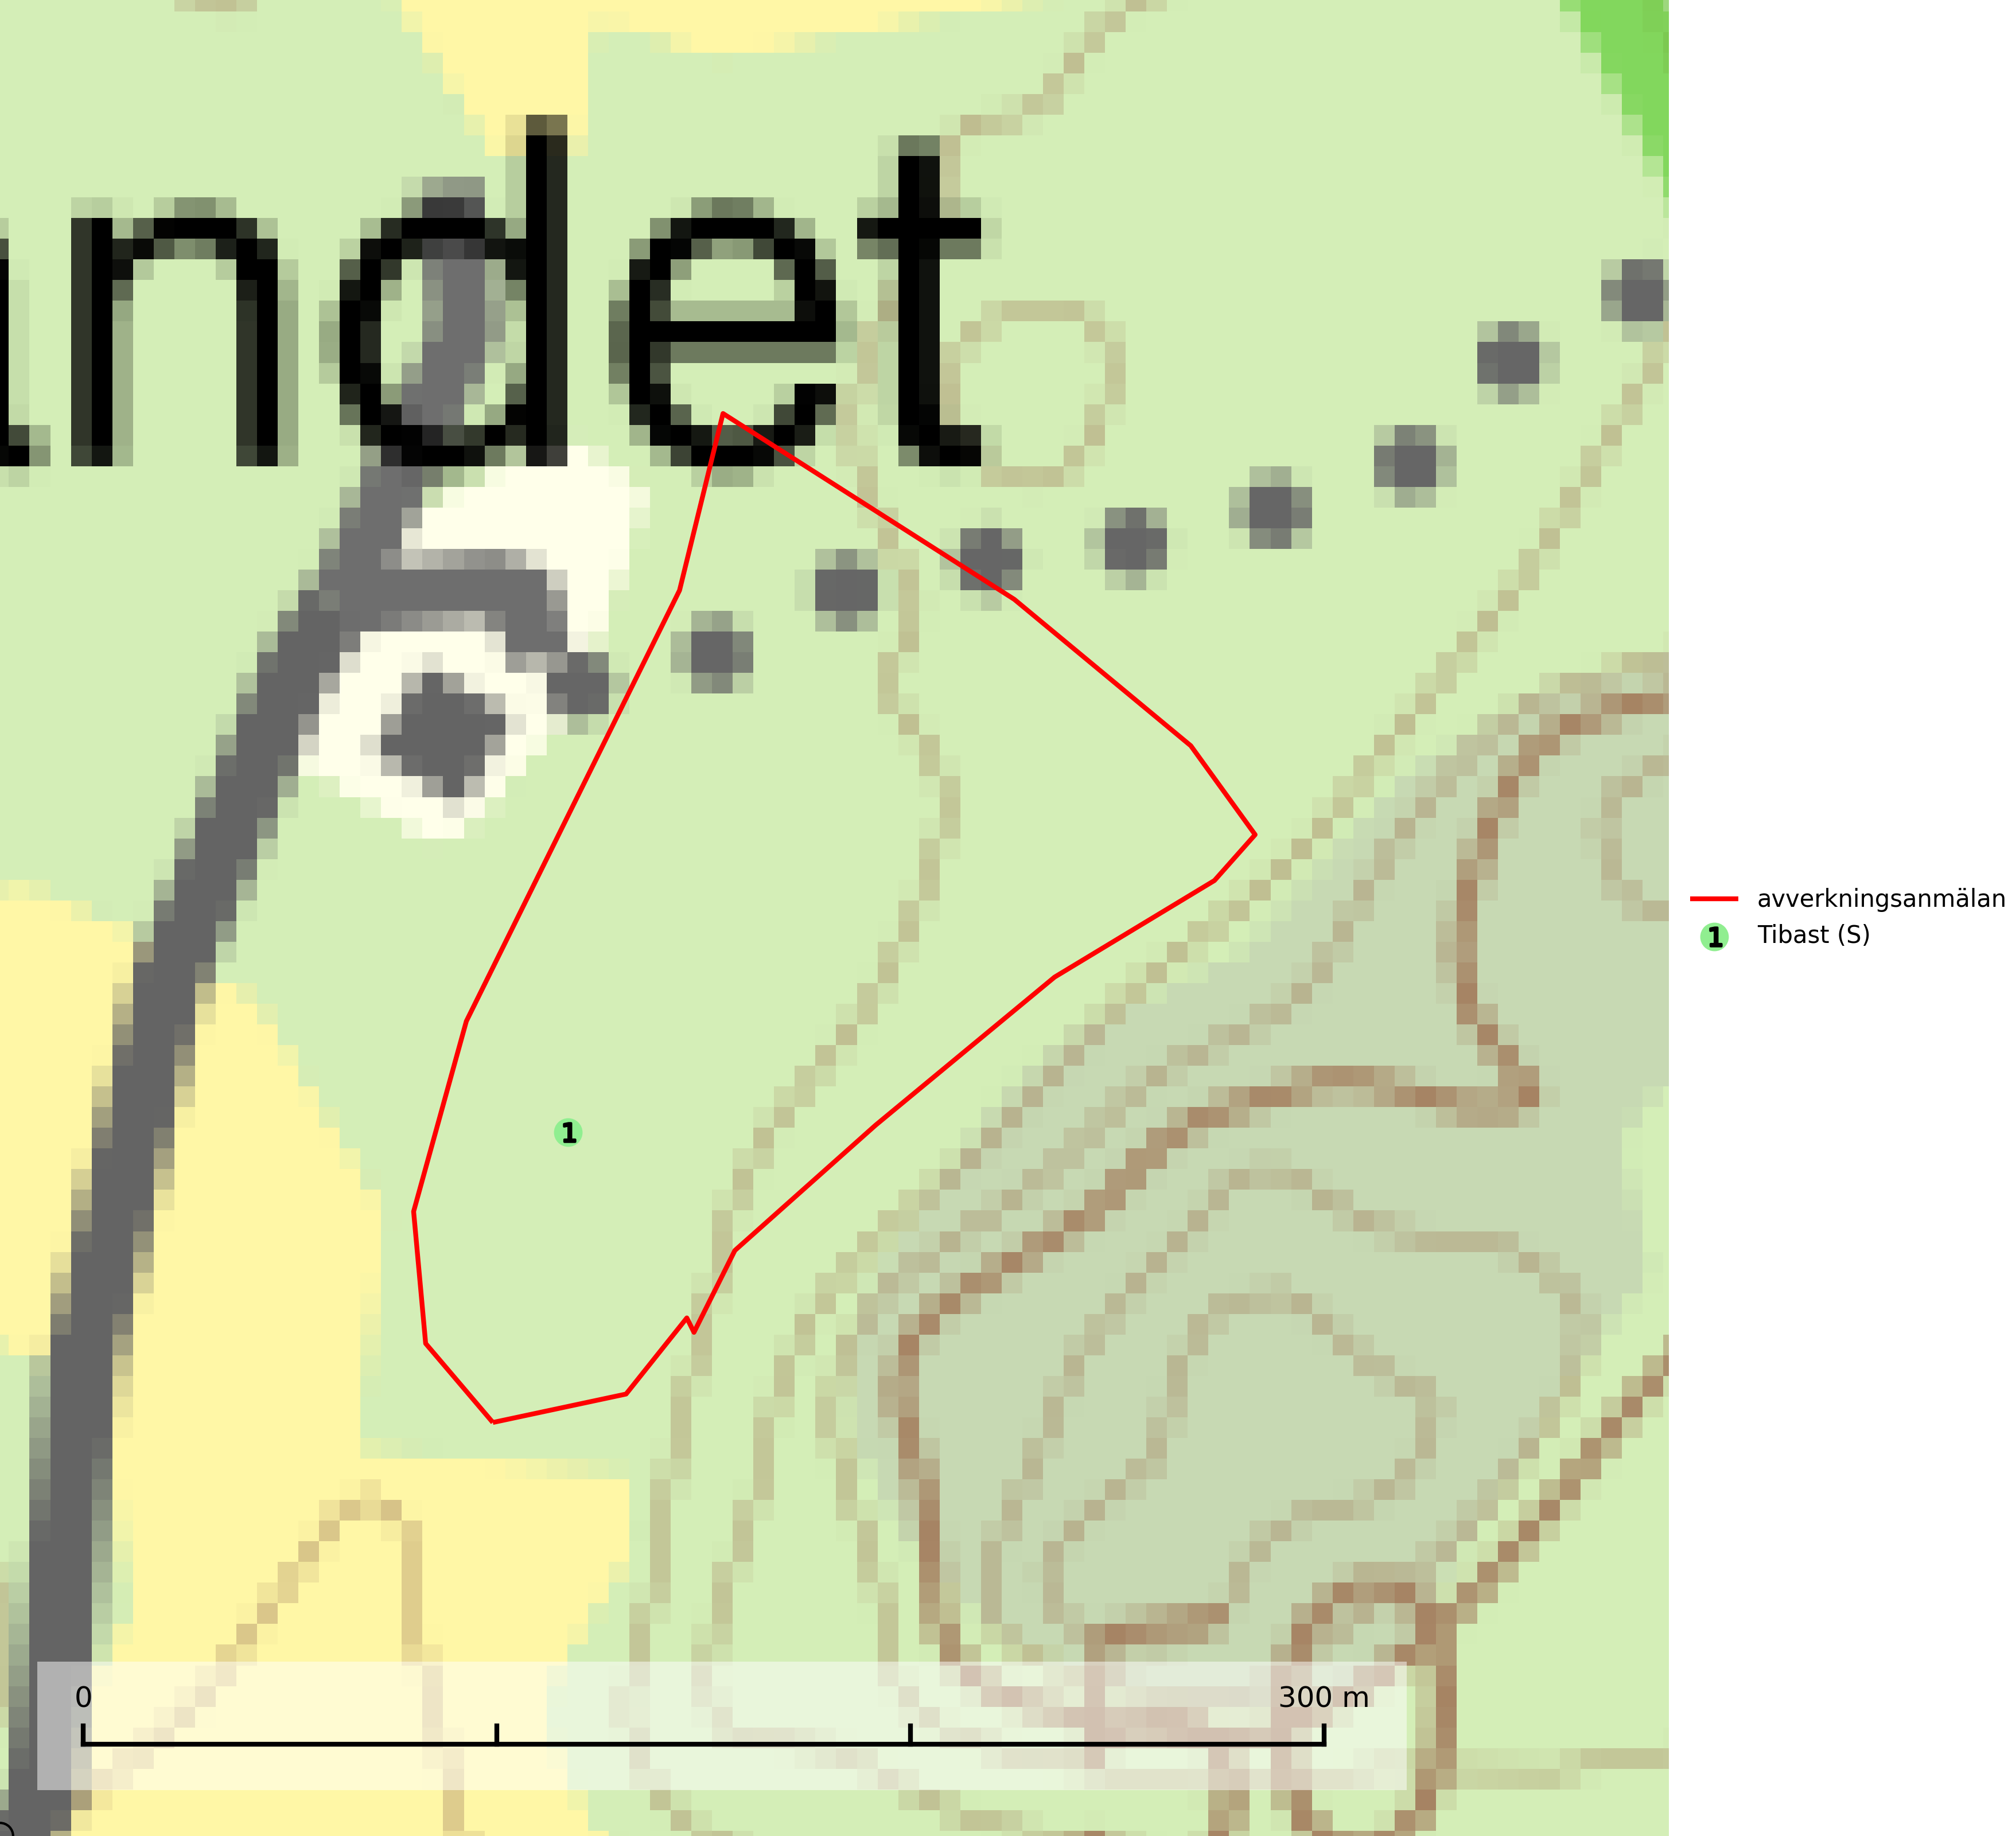 ndet
avverkningsanmälan
1 Tibast (S)
1
0 300 m